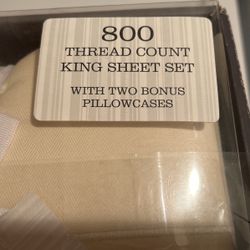 800
THREAD COUNT
KING SHEET SET
WITH TWO BONUS
PILLOWCASES